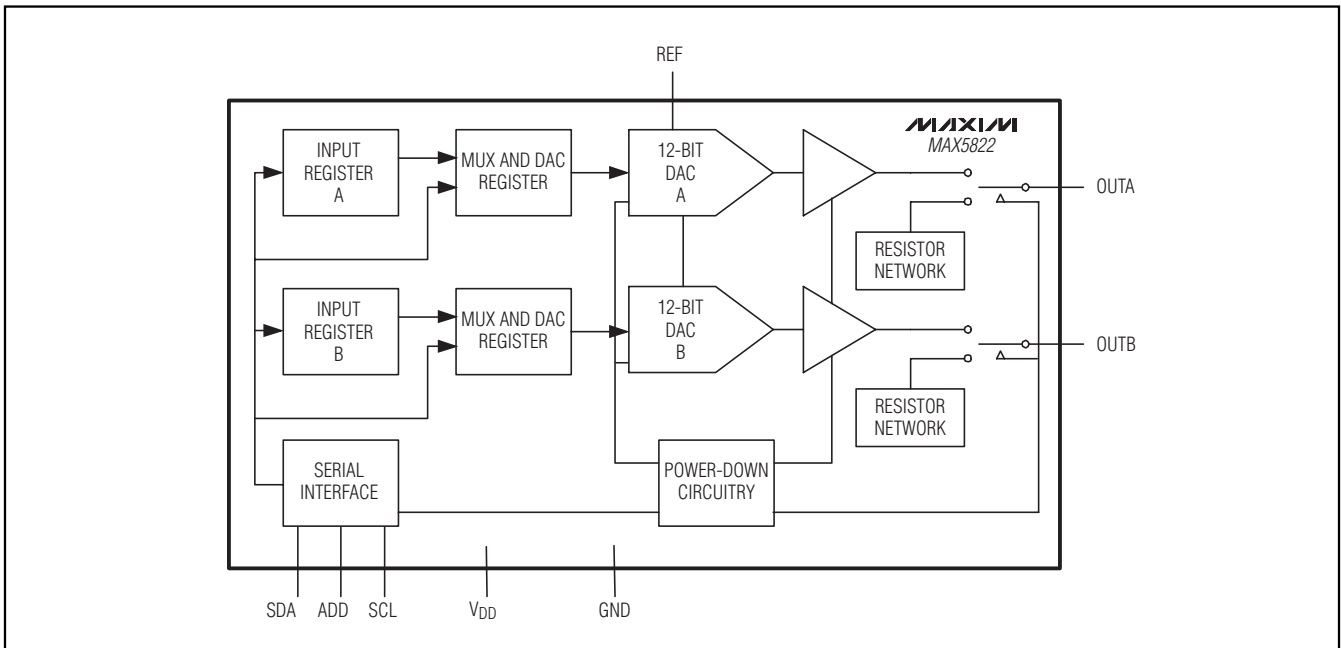 REF
MAXIM
MAX5822
INPUT
REGISTER
A
MUX AND DAC
REGISTER
12-BIT
DAC
A
OUTA
RESISTOR
NETWORK
INPUT
REGISTER
B
MUX AND DAC
REGISTER
12-BIT
DAC
B
OUTB
RESISTOR
NETWORK
SERIAL
INTERFACE
POWER-DOWN
CIRCUITRY
SDA ADD SCL VDD GND